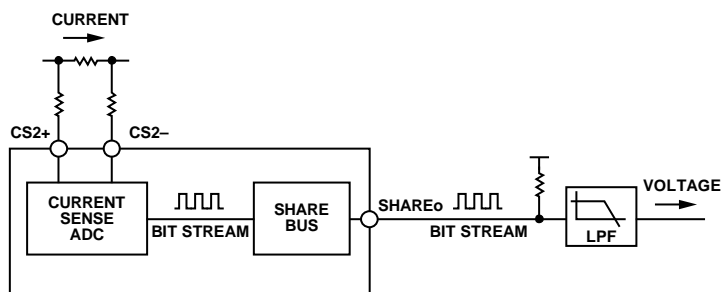 CURRENT
CS2+
CS2–
CURRENT
SENSE
ADC
BIT STREAM
SHARE
BUS
SHAREo
BIT STREAM
LPF
VOLTAGE